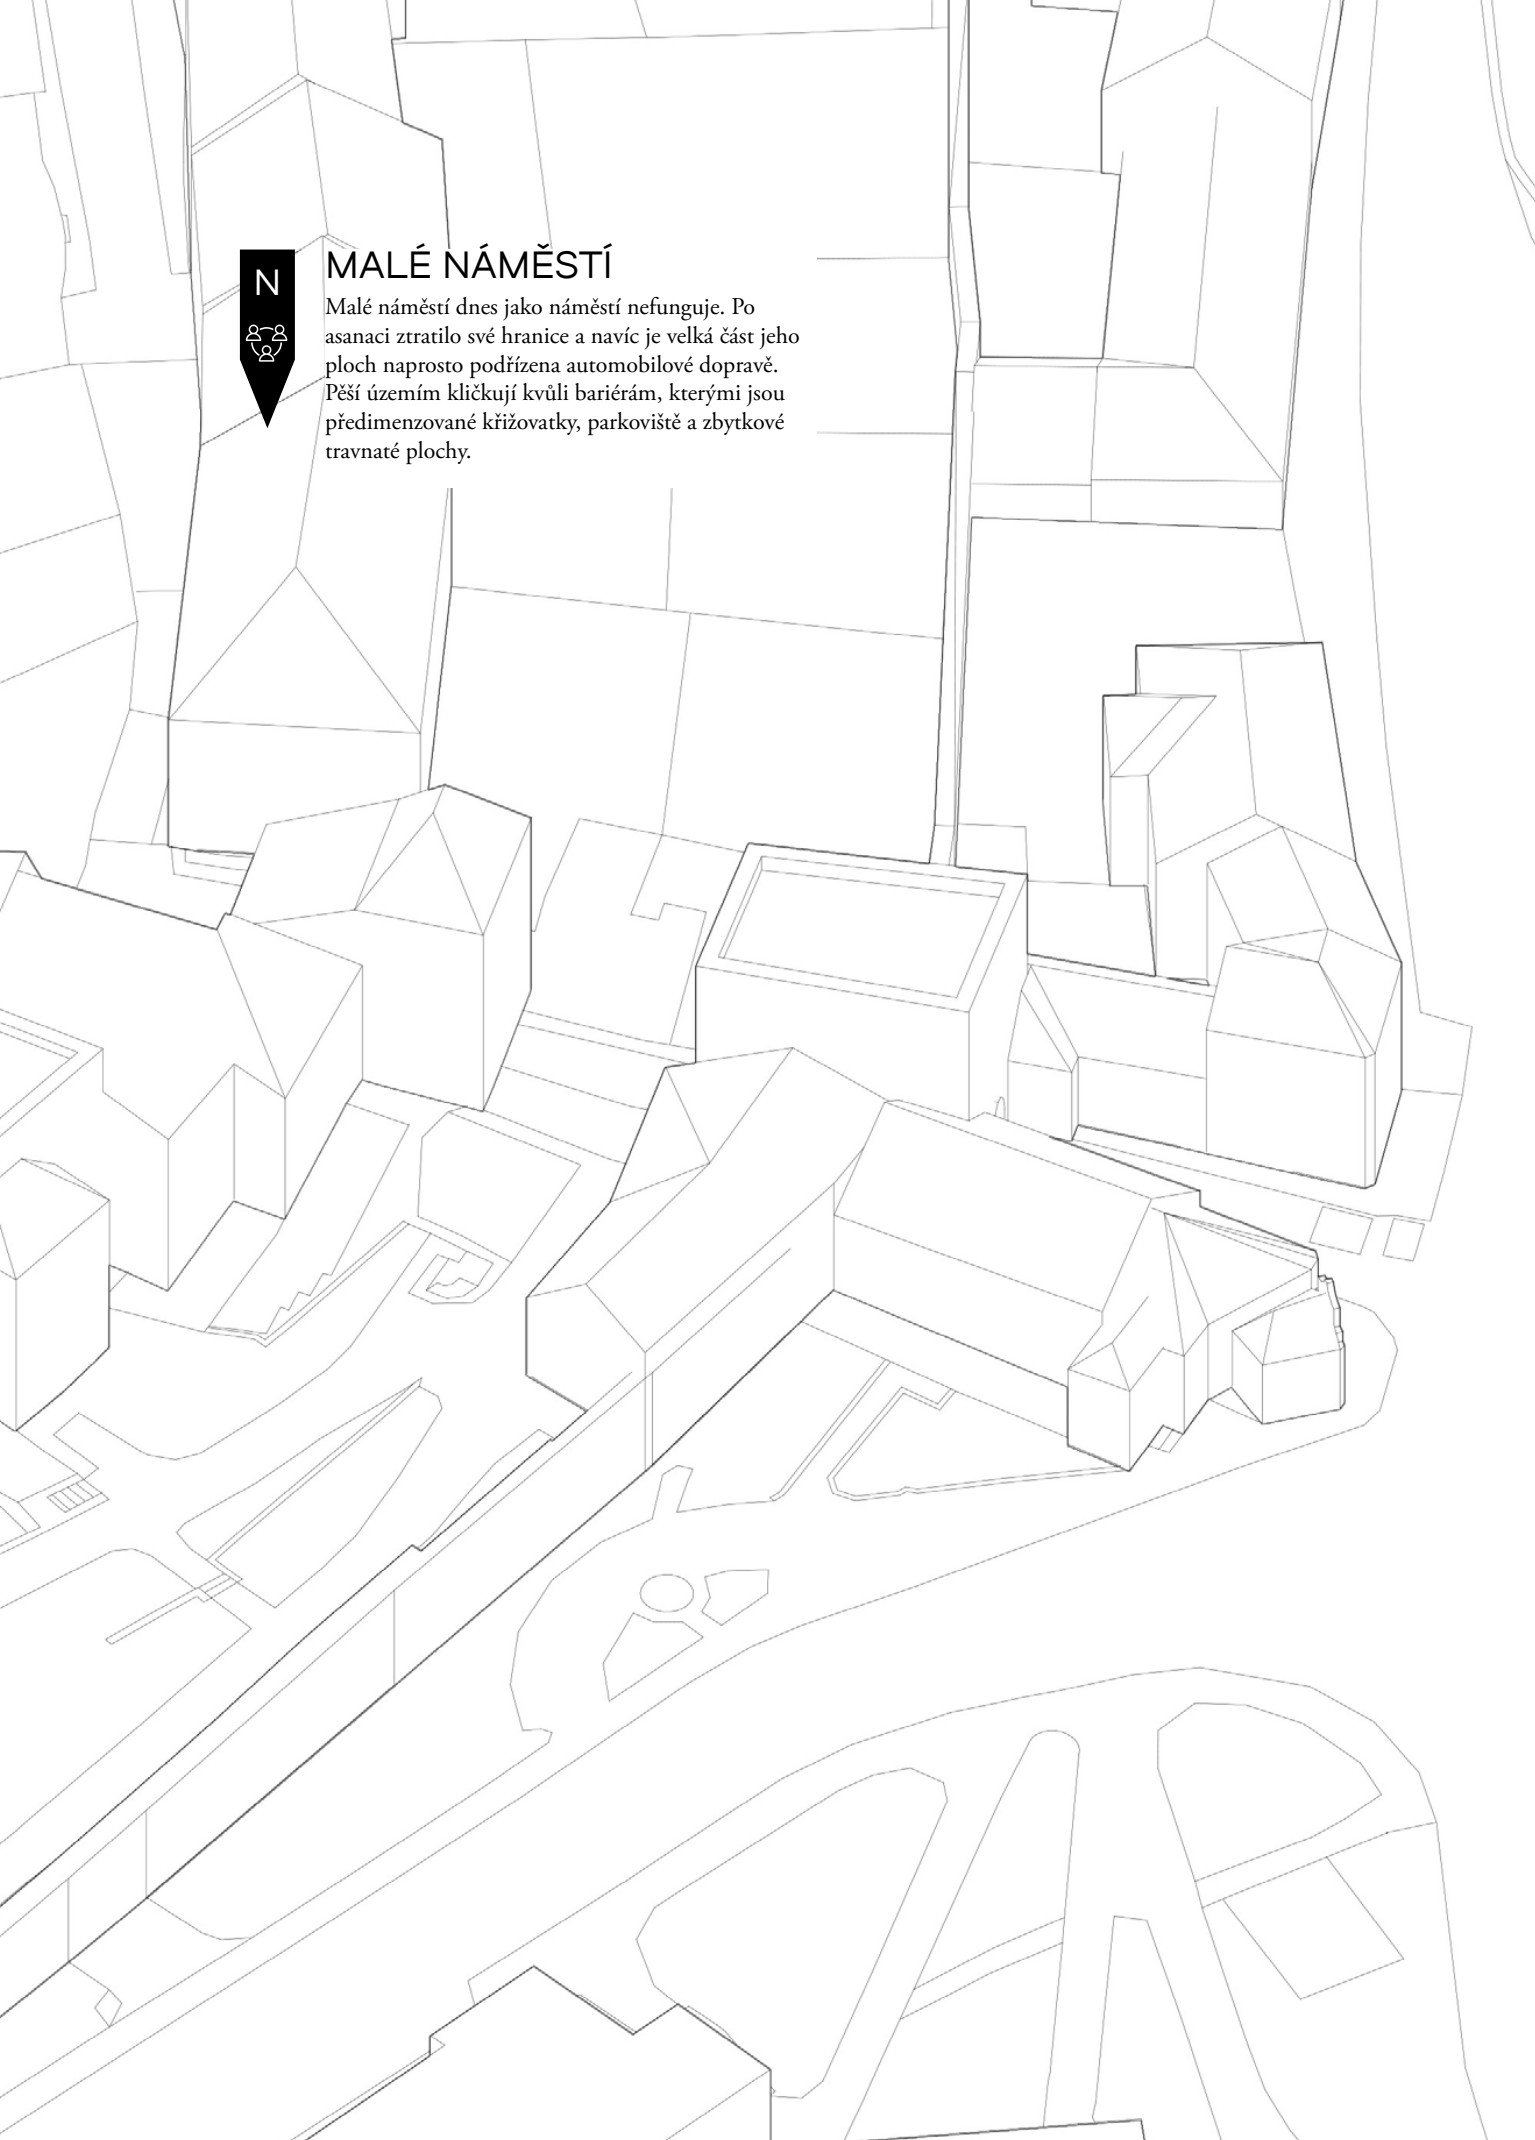 N
MALÉ NÁMĚSTÍ
Malé náměstí dnes jako náměstí nefunguje. Po
asanaci ztratilo své hranice a navíc je velká část jeho
ploch naprosto podřízena automobilové dopravě.
Pěší územím kličkují kvůli bariérám, kterými jsou
předimenzované křižovatky, parkoviště a zbytkové
travnaté plochy.